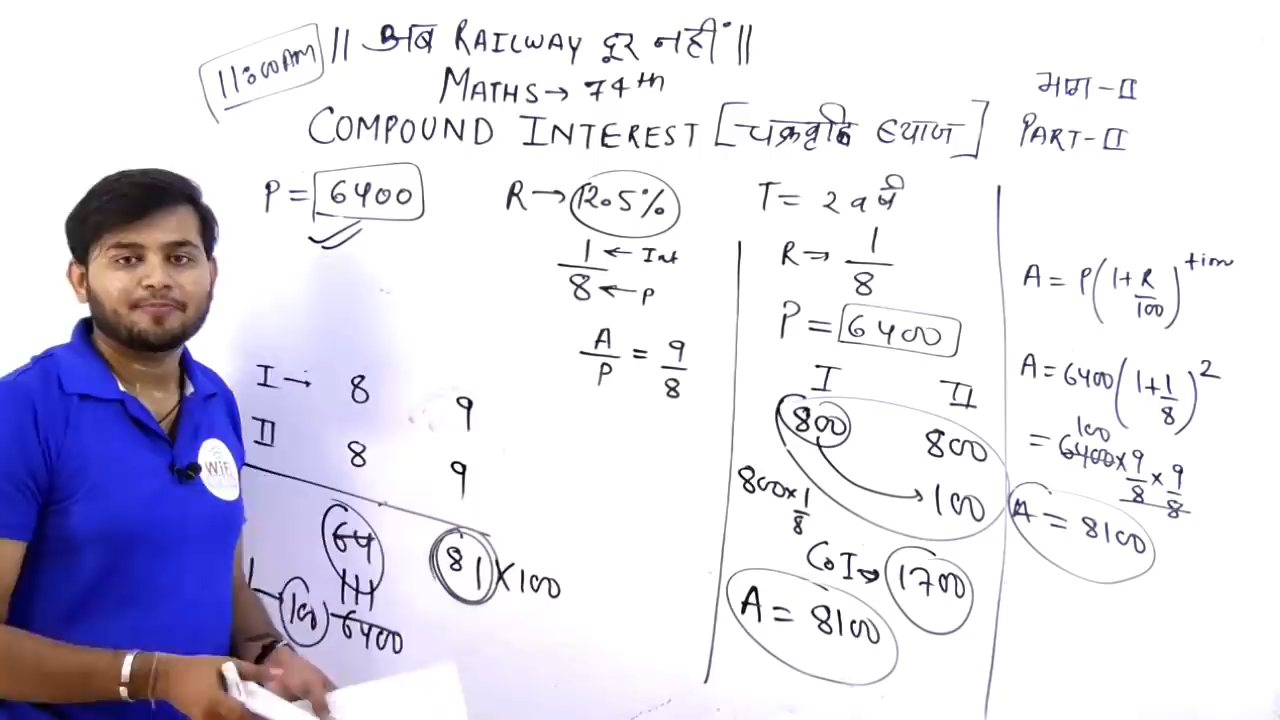 11:00AM
|| अब RAILWAY दूर नहीं ||
MATHS→ 74th
भाग-II
COMPOUND INTEREST [चक्रवृद्धि ब्याज] PART-II
P = 6400
R → 12.5%
1 ← Int
8 ← P
A/P = 9/8
I → 8 9
II 8 9
64 81 × 100
1 → 100
6400
T = 2 वर्ष
R → 1/8
P = 6400
I II
800 800
100
800 × 1/8
C.I → 1700
A = 8100
A = P(1+R/100)^time
A = 6400(1+1/8)^2
100
= 6400 × 9/8 × 9/8
A = 8100
WiFi